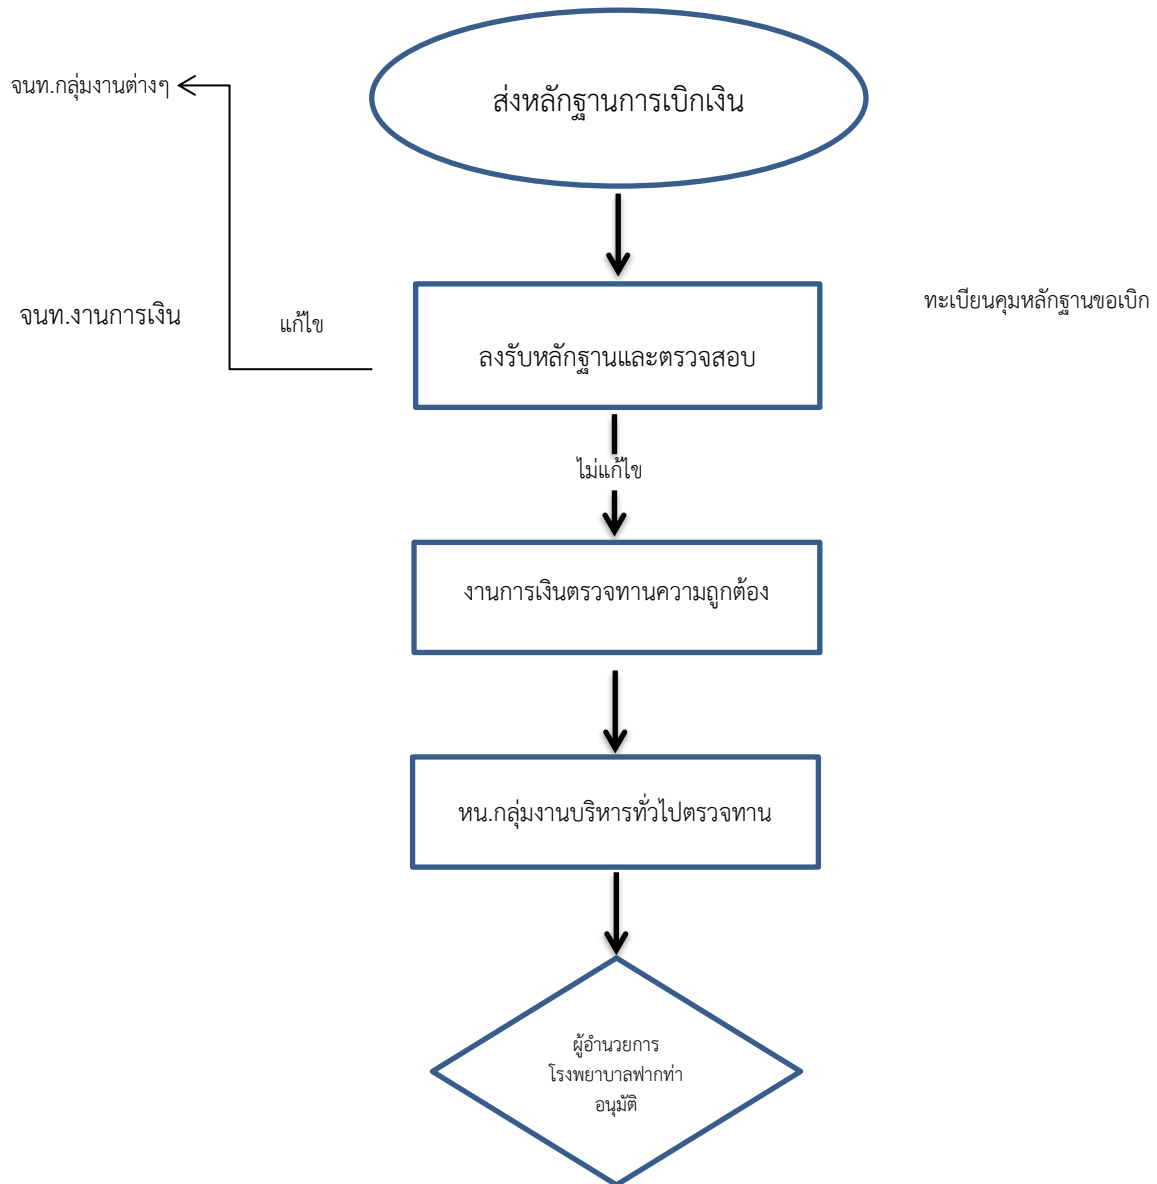 ส่งหลักฐานการเบิกเงิน
จนท.กลุ่มงานต่างๆ
ทะเบียนคุมหลักฐานขอเบิก
จนท.งานการเงิน
แก้ไข
ลงรับหลักฐานและตรวจสอบ
ไม่แก้ไข
งานการเงินตรวจทานความถูกต้อง
หน.กลุ่มงานบริหารทั่วไปตรวจทาน
ผู้อำนวยการ
โรงพยาบาลฟากท่า
อนุมัติ